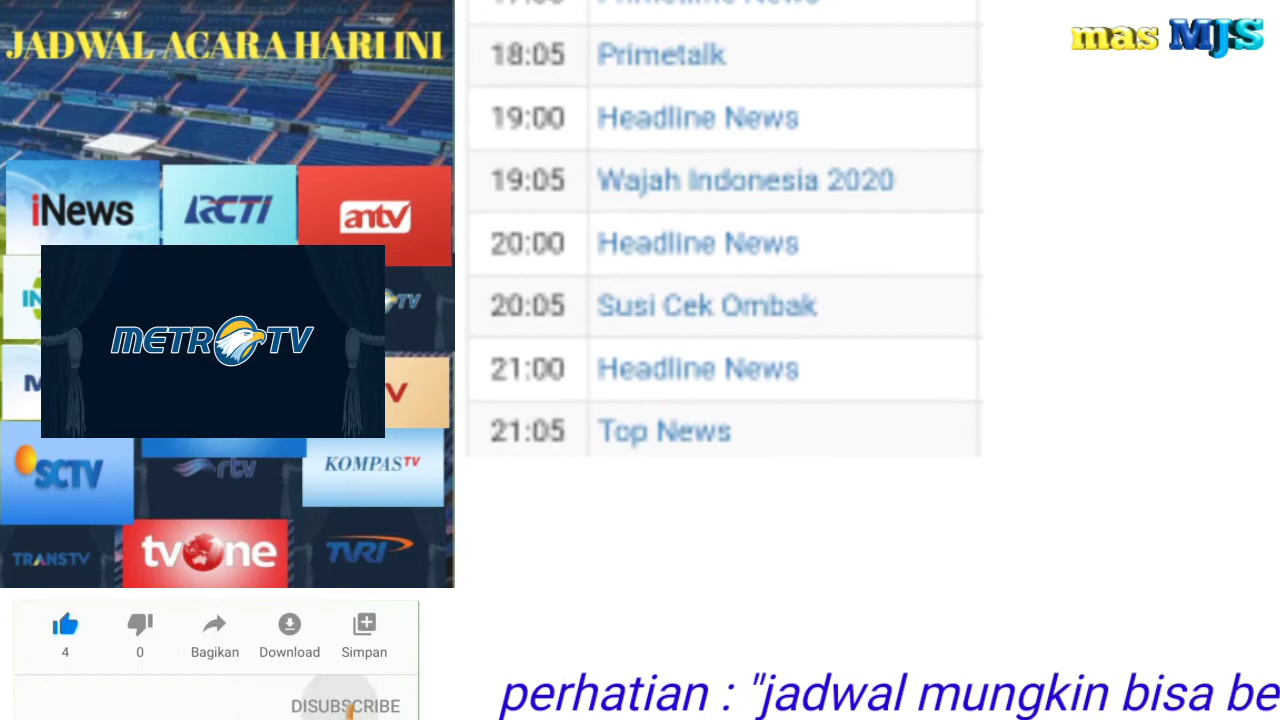 JADWAL ACARA HARI INI
iNews
RCTI
antv
METRO TV
SCTV
rtv
KOMPAS TV
TRANSTV
tvOne
TVRI
4
0
Bagikan
Download
Simpan
DISUBSCRIBE
18:05 Primetalk
19:00 Headline News
19:05 Wajah Indonesia 2020
20:00 Headline News
20:05 Susi Cek Ombak
21:00 Headline News
21:05 Top News
mas MJS
perhatian : "jadwal mungkin bisa be